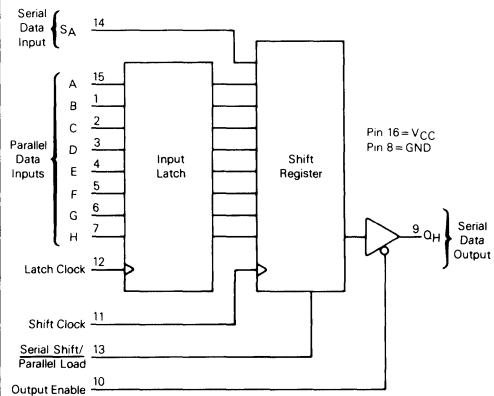 Serial
Data
Input
SA
14
Parallel
Data
Inputs
A 15
B 1
C 2
D 3
E 4
F 5
G 6
H 7
Latch Clock 12
Shift Clock 11
Serial Shift/
Parallel Load
13
Output Enable 10
Input
Latch
Shift
Register
Pin 16=VCC
Pin 8=GND
9 QH
Serial
Data
Output